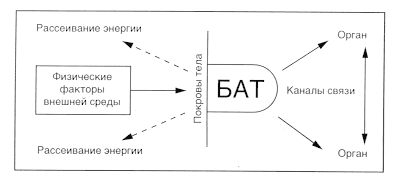 Рассеивание энергии
Орган
Физические
факторы
внешней среды
Покровы тела
БАТ
Каналы связи
Рассеивание энергии
Орган